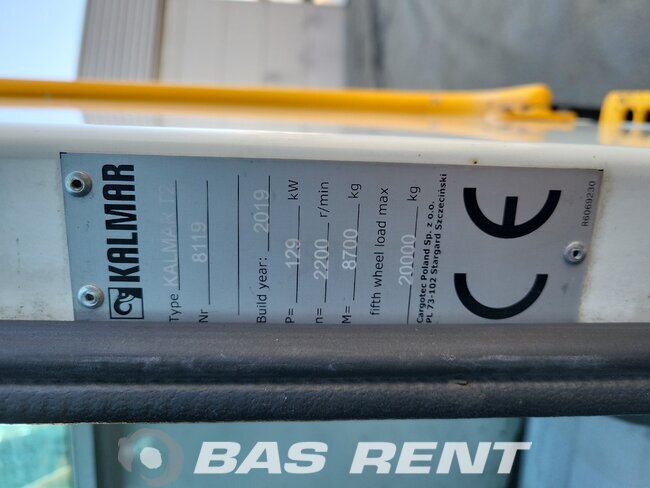 KALMAR
Type KALMAR
Nr 8119
Build year: 2019
P= 129 kW
n= 2200 r/min
M= 8700 kg
fifth wheel load max
20000 kg
Cargotec Poland Sp. z o.o.
PL 73-102 Stargard Szczeciński
CE
R6069230
BAS RENT